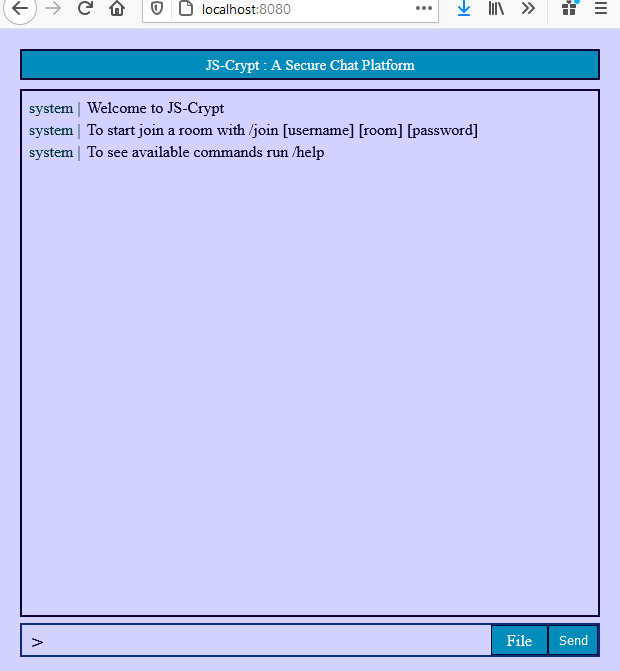 localhost:8080
JS-Crypt : A Secure Chat Platform
system | Welcome to JS-Crypt
system | To start join a room with /join [username] [room] [password]
system | To see available commands run /help
>
File
Send